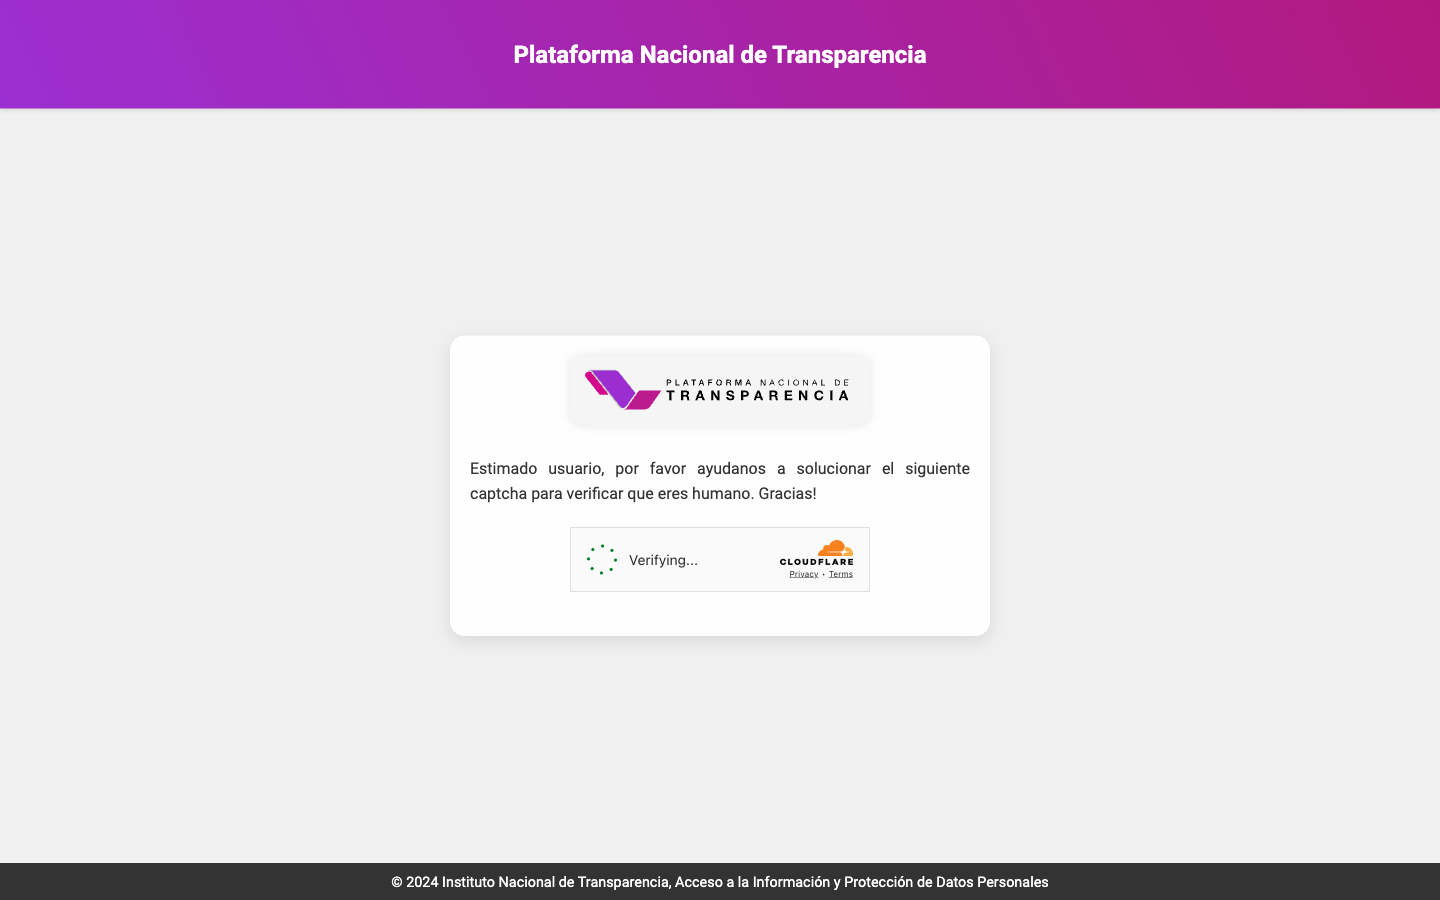 Plataforma Nacional de Transparencia
PLATAFORMA NACIONAL DE
TRANSPARENCIA
Estimado usuario, por favor ayudanos a solucionar el siguiente
captcha para verificar que eres humano. Gracias!
Verifying...
CLOUDFLARE
Privacy • Terms
© 2024 Instituto Nacional de Transparencia, Acceso a la Información y Protección de Datos Personales